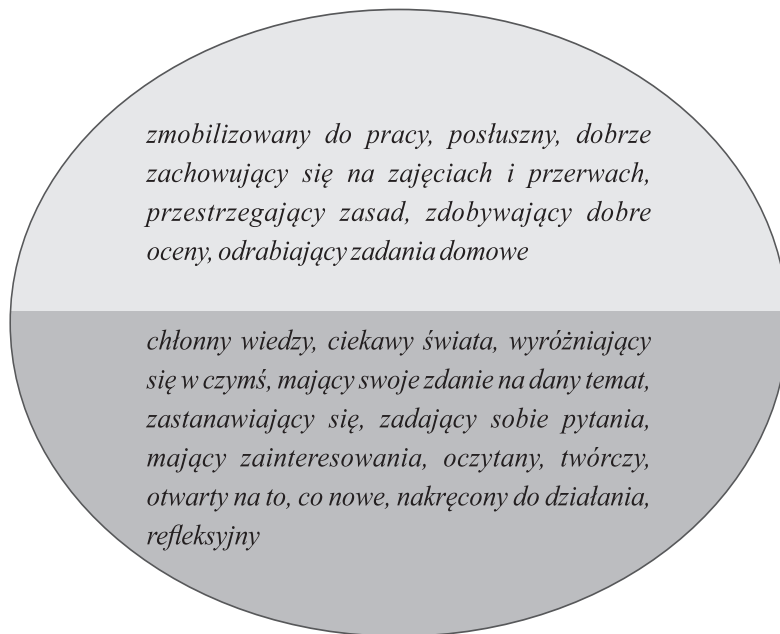 zmobilizowany do pracy, posłuszny, dobrze
zachowujący się na zajęciach i przerwach,
przestrzegający zasad, zdobywający dobre
oceny, odrabiający zadania domowe
chłonny wiedzy, ciekawy świata, wyróżniający
się w czymś, mający swoje zdanie na dany temat,
zastanawiający się, zadający sobie pytania,
mający zainteresowania, oczytany, twórczy,
otwarty na to, co nowe, nakręcony do działania,
refleksyjny